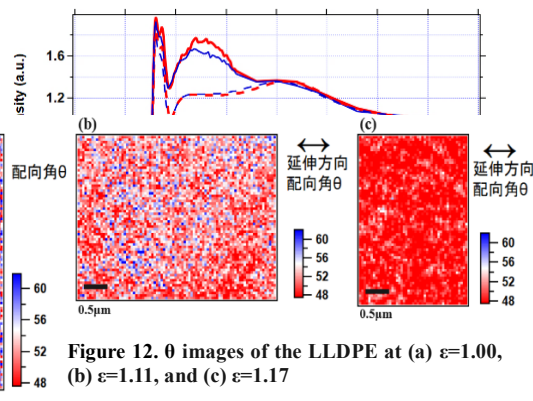 1.6
sity (a.u.)
1.2
(b)
(c)
配向角θ
延伸方向
配向角θ
延伸方向
配向角θ
60
56
52
48
60
56
52
48
60
56
52
48
0.5μm
0.5μm
Figure 12. θ images of the LLDPE at (a) ε=1.00,
(b) ε=1.11, and (c) ε=1.17